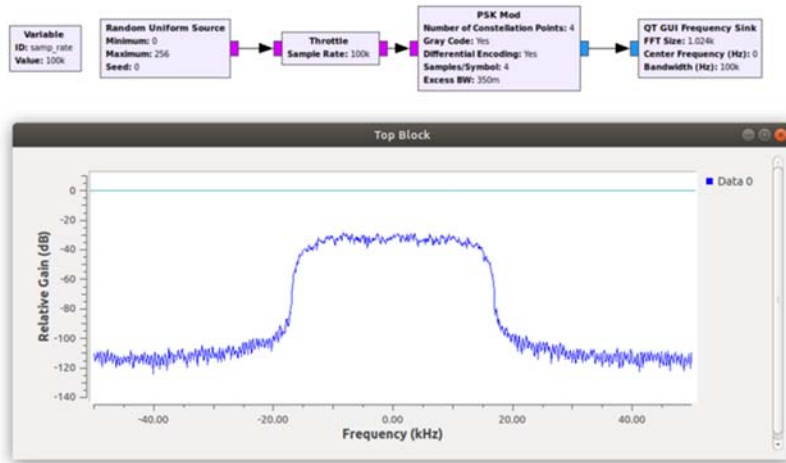 Variable
ID: samp_rate
Value: 100k
Random Uniform Source
Minimum: 0
Maximum: 256
Seed: 0
Throttle
Sample Rate: 100k
PSK Mod
Number of Constellation Points: 4
Gray Code: Yes
Differential Encoding: Yes
Samples/Symbol: 4
Excess BW: 350m
QT GUI Frequency Sink
FFT Size: 1.024k
Center Frequency (Hz): 0
Bandwidth (Hz): 100k
Top Block
Data 0
Relative Gain (dB)
0
-20
-40
-60
-80
-100
-120
-140
-40.00
-20.00
0.00
20.00
40.00
Frequency (kHz)